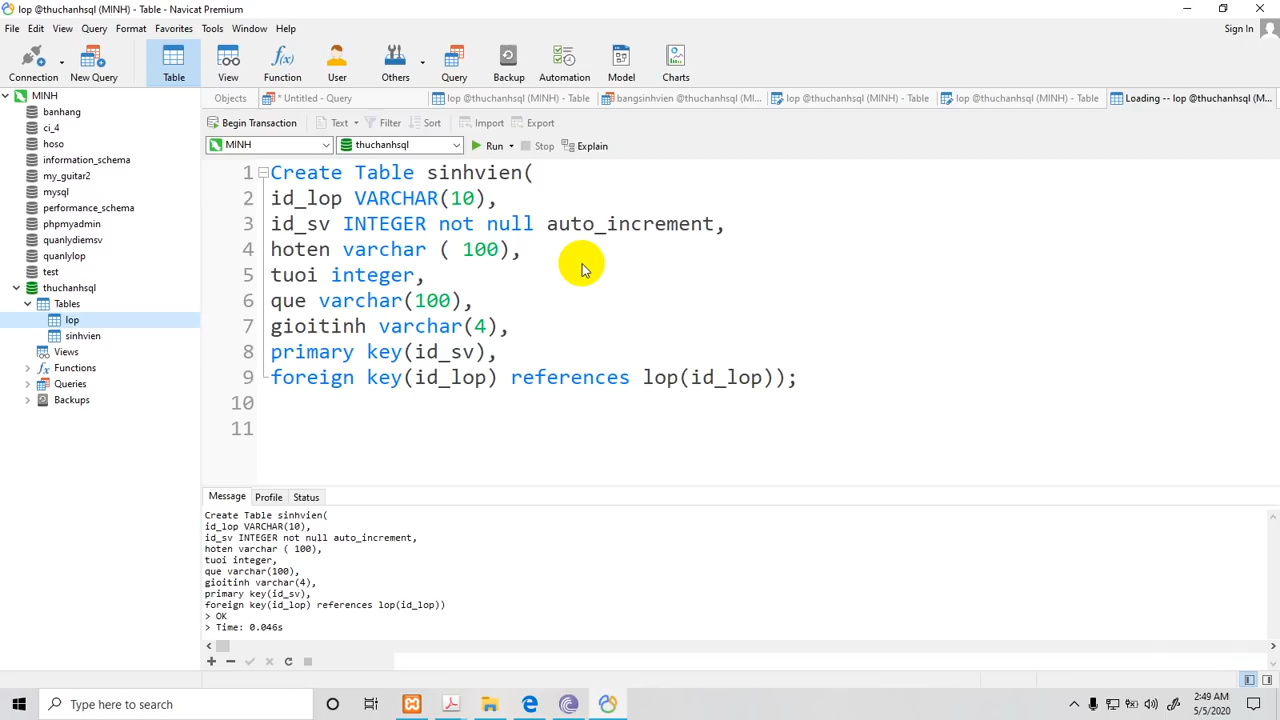 lop @thuchanhsql (MINH) - Table - Navicat Premium
File Edit View Query Format Favorites Tools Window Help
Sign In
Connection New Query Table View Function User Others Query Backup Automation Model Charts
MINH
banhang
ci_4
hoso
information_schema
my_guitar2
mysql
performance_schema
phpmyadmin
quanlydiemsv
quanlylop
test
thuchanhsql
Tables
lop
sinhvien
Views
Functions
Queries
Backups
Objects * Untitled - Query lop @thuchanhsql (MINH) - Table bangsinhvien @thuchanhsql (MI... lop @thuchanhsql (MINH) - Table lop @thuchanhsql (MINH) - Table Loading -- lop @thuchanhsql (M...
Begin Transaction Text Filter Sort Import Export
MINH thuchanhsql Run Stop Explain
1 Create Table sinhvien(
2 id_lop VARCHAR(10),
3 id_sv INTEGER not null auto_increment,
4 hoten varchar ( 100),
5 tuoi integer,
6 que varchar(100),
7 gioitinh varchar(4),
8 primary key(id_sv),
9 foreign key(id_lop) references lop(id_lop));
10
11
Message Profile Status
Create Table sinhvien(
id_lop VARCHAR(10),
id_sv INTEGER not null auto_increment,
hoten varchar ( 100),
tuoi integer,
que varchar(100),
gioitinh varchar(4),
primary key(id_sv),
foreign key(id_lop) references lop(id_lop))
> OK
> Time: 0.046s
Type here to search
2:49 AM
5/5/2020